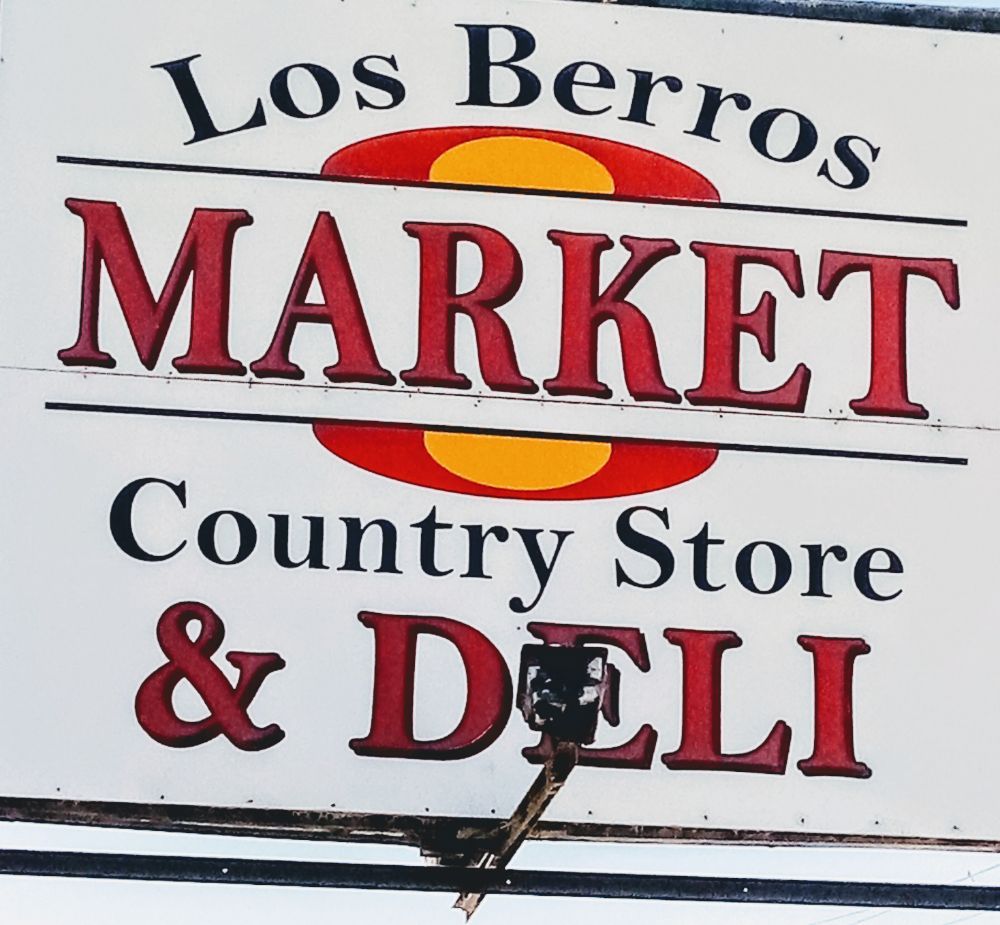 Los Berros
MARKET
Country Store
& DELI